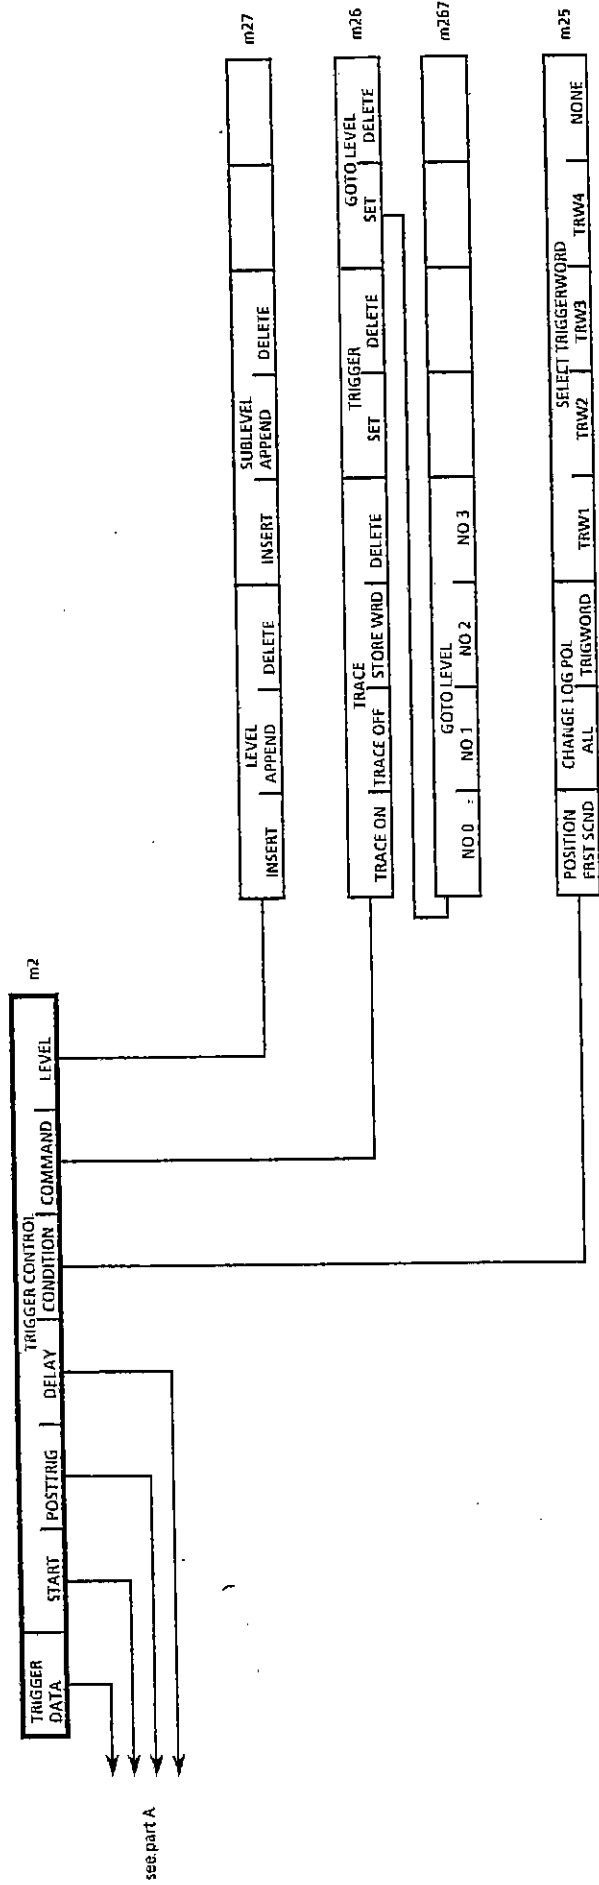 m2
TRIGGER DATA
TRIGGER CONTROL
START POSTTRIG DELAY CONDITION COMMAND LEVEL
see part A
m27
LEVEL SUBLEVEL
INSERT APPEND DELETE INSERT APPEND DELETE
m26
TRACE TRIGGER GOTO LEVEL
TRACE ON TRACE OFF STORE WRD DELETE SET DELETE SET DELETE
m267
GOTO LEVEL
NO 0 NO 1 NO 2 NO 3
m25
POSITION CHANGE LOG POL SELECT TRIGGERWORD
FRST SCND ALL TRIGWORD TRW1 TRW2 TRW3 TRW4 NONE